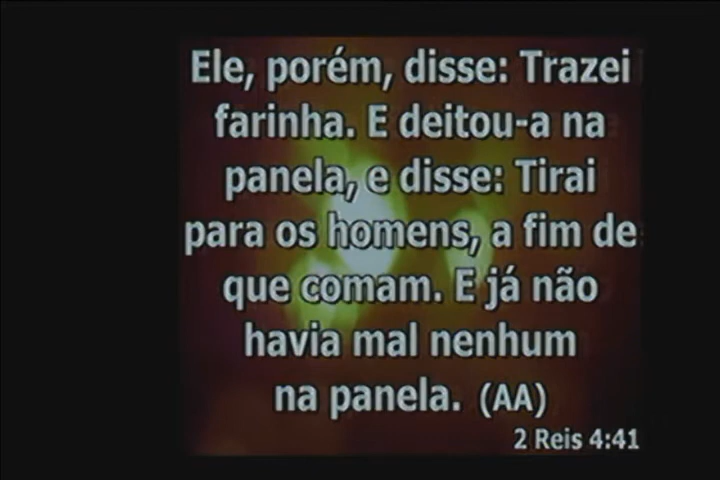 Ele, porém, disse: Trazei
farinha. E deitou-a na
panela, e disse: Tirai
para os homens, a fim de
que comam. E já não
havia mal nenhum
na panela. (AA)
2 Reis 4:41